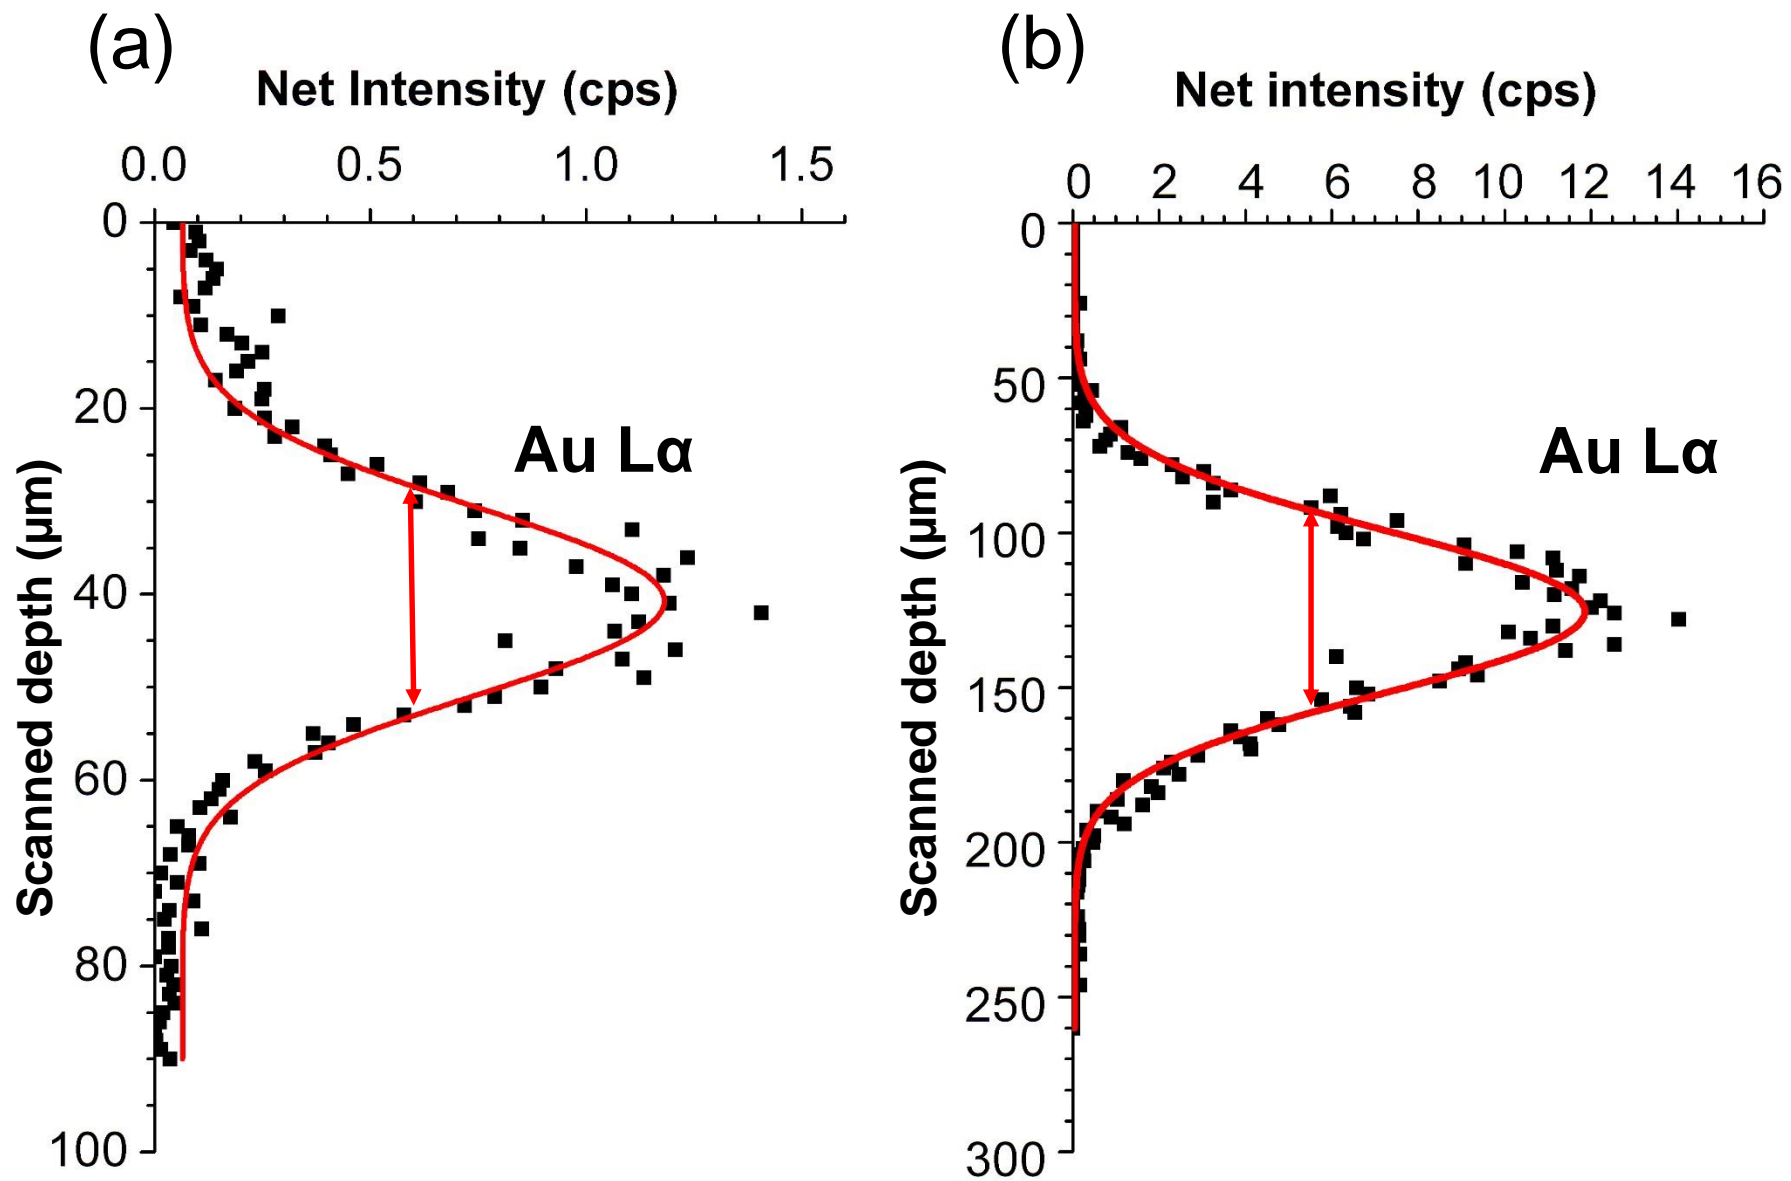 (a)
Net Intensity (cps)
0.0 0.5 1.0 1.5
0
20
40
60
80
100
Scanned depth (µm)
Au Lα
(b)
Net intensity (cps)
0 2 4 6 8 10 12 14 16
0
50
100
150
200
250
300
Scanned depth (µm)
Au Lα